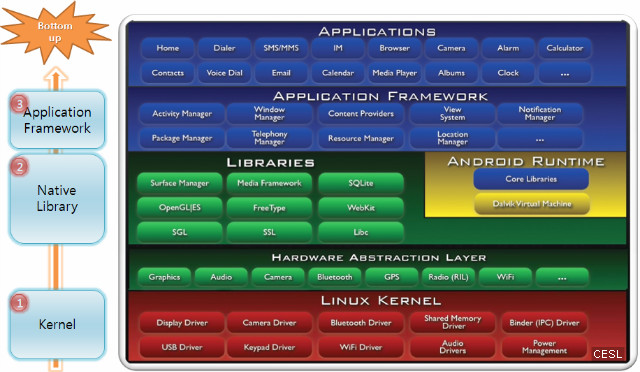 Bottom
up
3
Application
Framework
2
Native
Library
1
Kernel
APPLICATIONS
Home Dialer SMS/MMS IM Browser Camera Alarm Calculator
Contacts Voice Dial Email Calendar Media Player Albums Clock ...
APPLICATION FRAMEWORK
Activity Manager Window Manager Content Providers View System Notification Manager
Package Manager Telephony Manager Resource Manager Location Manager ...
LIBRARIES
Surface Manager Media Framework SQLite
OpenGL|ES FreeType WebKit
SGL SSL Libc
ANDROID RUNTIME
Core Libraries
Dalvik Virtual Machine
HARDWARE ABSTRACTION LAYER
Graphics Audio Camera Bluetooth GPS Radio (RIL) WiFi ...
LINUX KERNEL
Display Driver Camera Driver Bluetooth Driver Shared Memory Driver Binder (IPC) Driver
USB Driver Keypad Driver WiFi Driver Audio Drivers Power Management
CESL